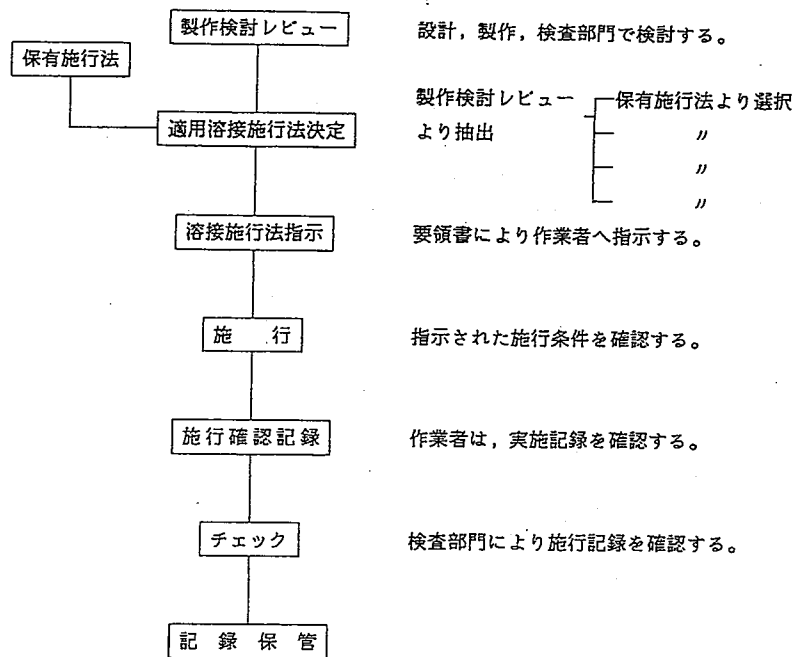 製作検討レビュー
設計，製作，検査部門で検討する。
保有施行法
製作検討レビュー
保有施行法より選択
適用溶接施行法決定
より抽出
〃
〃
〃
溶接施行法指示
要領書により作業者へ指示する。
施 行
指示された施行条件を確認する。
施行確認記録
作業者は，実施記録を確認する。
チェック
検査部門により施行記録を確認する。
記録保管